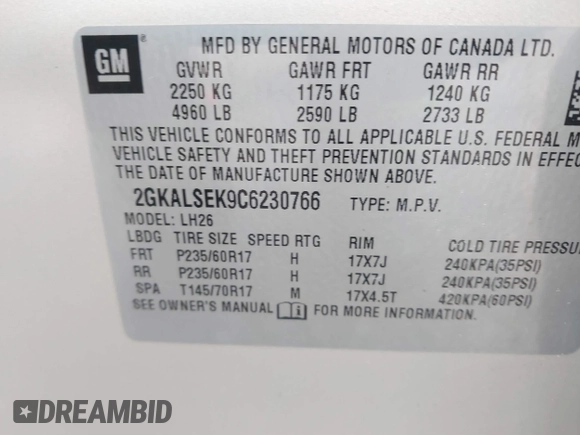 GM
®
MFD BY GENERAL MOTORS OF CANADA LTD.
GVWR GAWR FRT GAWR RR
2250 KG 1175 KG 1240 KG
4960 LB 2590 LB 2733 LB
THIS VEHICLE CONFORMS TO ALL APPLICABLE U.S. FEDERAL M
VEHICLE SAFETY AND THEFT PREVENTION STANDARDS IN EFFEC
THE DATE OF MANUFACTURE SHOWN ABOVE.
2GKALSEK9C6230766 TYPE: M.P.V.
MODEL: LH26
LBDG TIRE SIZE SPEED RTG RIM COLD TIRE PRESSU
FRT P235/60R17 H 17X7J 240KPA(35PSI)
RR P235/60R17 H 17X7J 240KPA(35PSI)
SPA T145/70R17 M 17X4.5T 420KPA(60PSI)
SEE OWNER'S MANUAL i FOR MORE INFORMATION.
DREAMBID